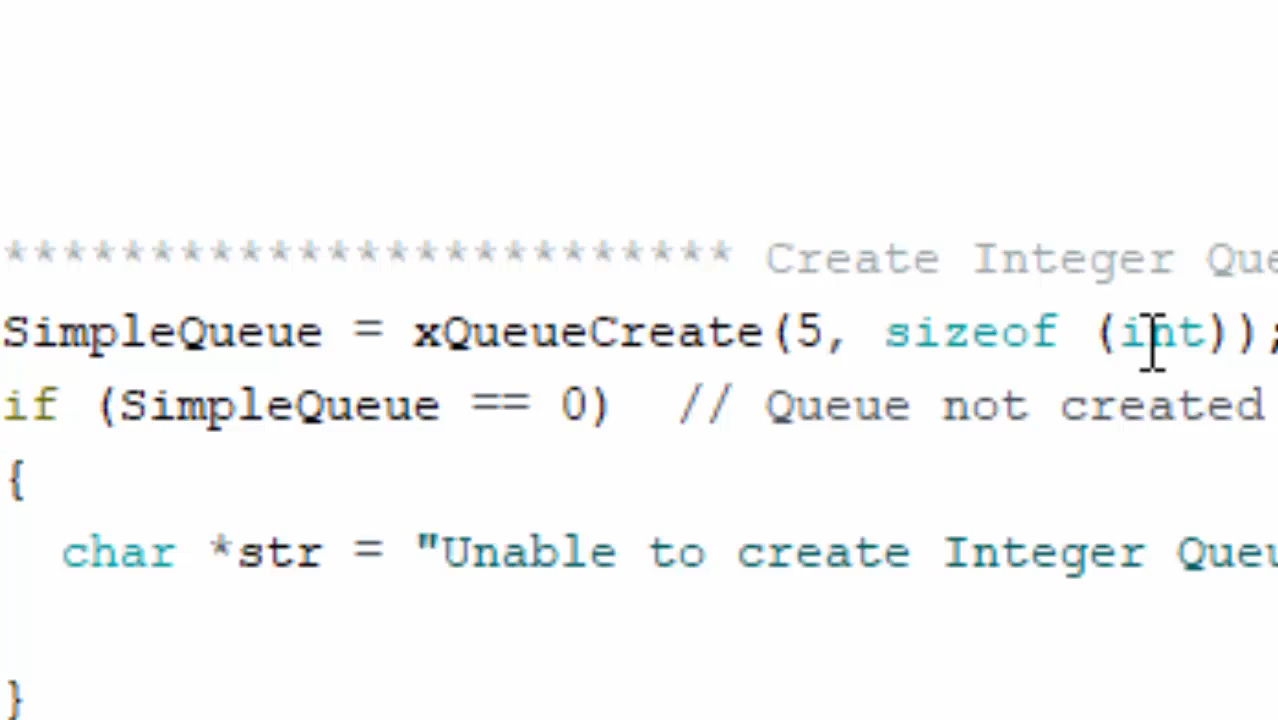 ************************* Create Integer Que
SimpleQueue = xQueueCreate(5, sizeof (int));
if (SimpleQueue == 0)  // Queue not created
{
char *str = "Unable to create Integer Queu
}